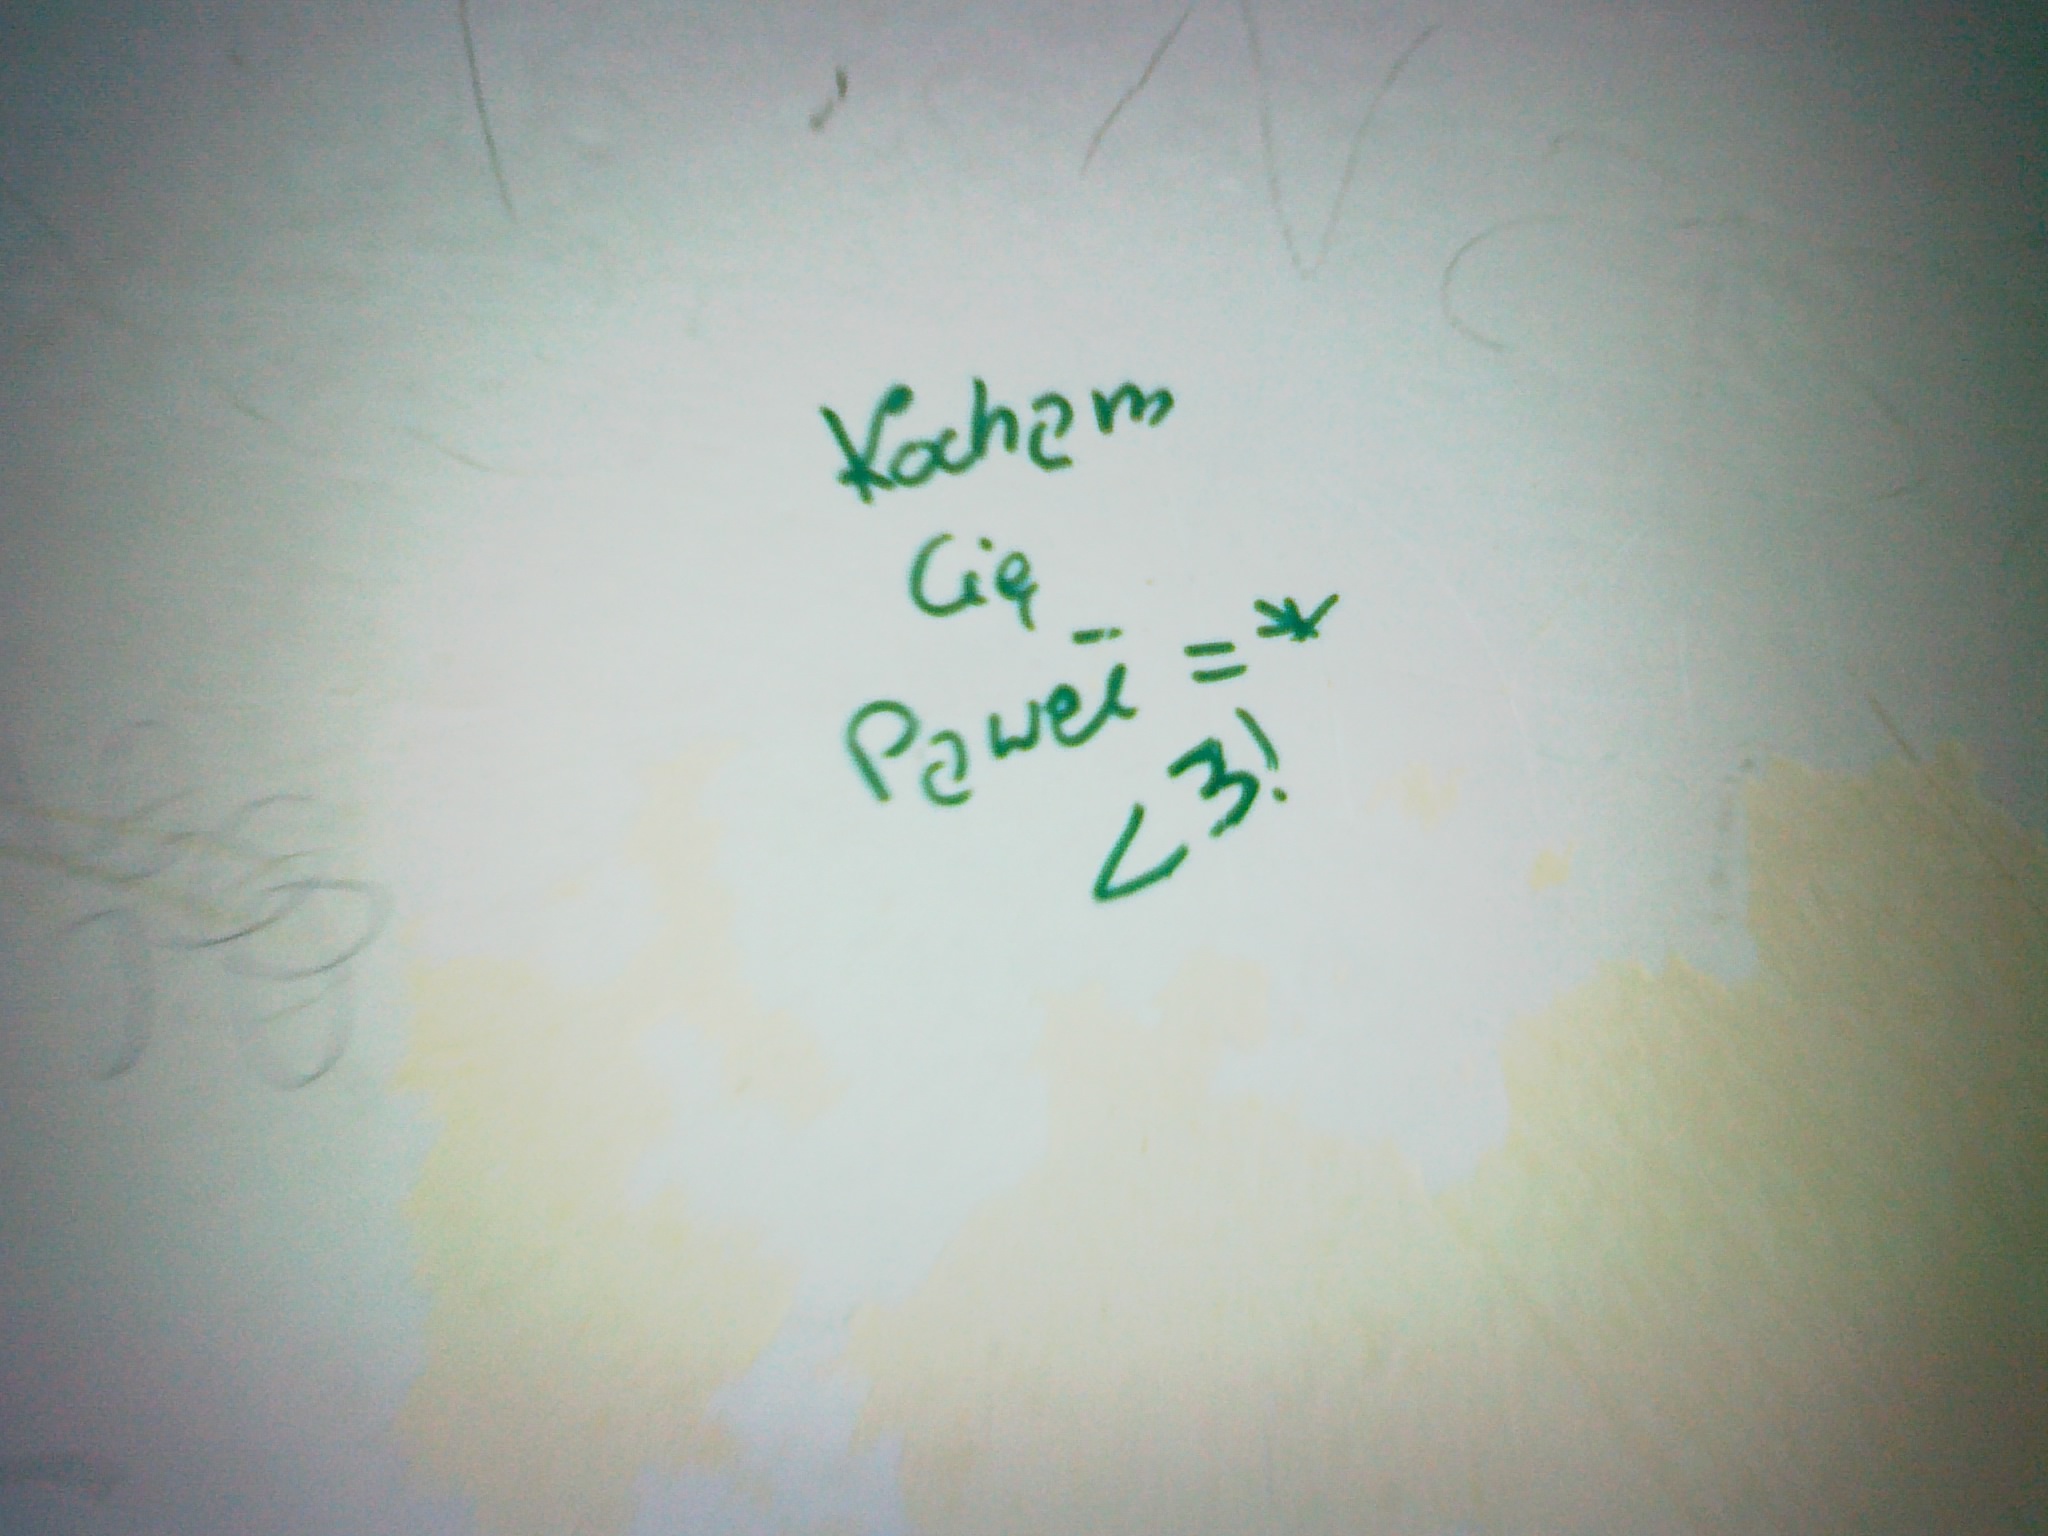 Kocham
Cię
Paweł =*
<3!